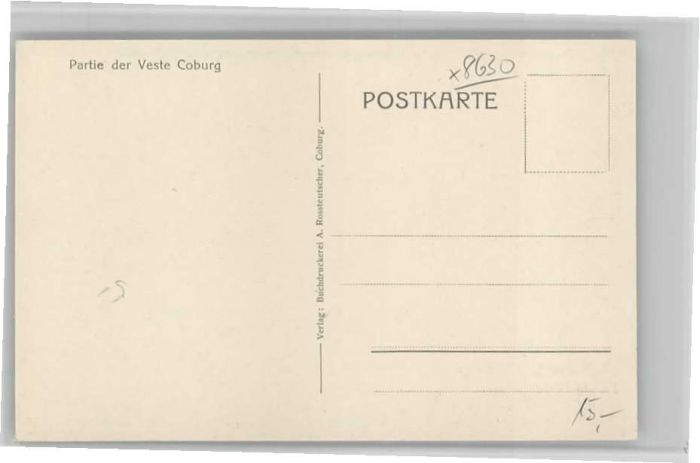 Partie der Veste Coburg
x8630
POSTKARTE
Verlag: Buchdruckerei A. Rossteutscher, Coburg.
15,-